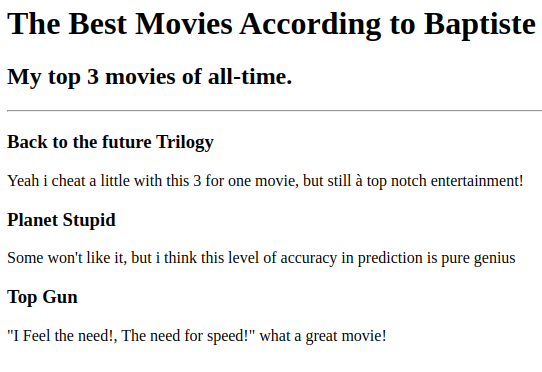 The Best Movies According to Baptiste
My top 3 movies of all-time.
Back to the future Trilogy
Yeah i cheat a little with this 3 for one movie, but still à top notch entertainment!
Planet Stupid
Some won't like it, but i think this level of accuracy in prediction is pure genius
Top Gun
"I Feel the need!, The need for speed!" what a great movie!